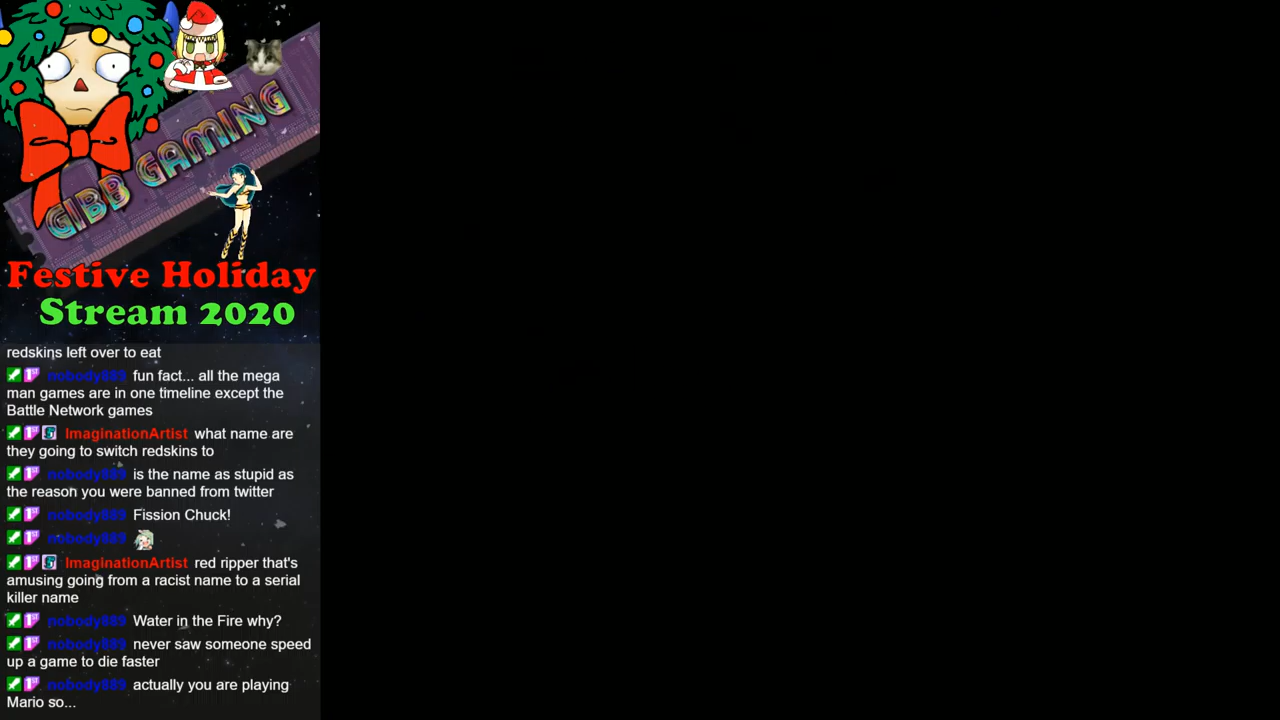 GIBB GAMING
Festive Holiday
Stream 2020
redskins left over to eat
nobody889 fun fact... all the mega
man games are in one timeline except the
Battle Network games
ImaginationArtist what name are
they going to switch redskins to
nobody889 is the name as stupid as
the reason you were banned from twitter
nobody889 Fission Chuck!
nobody889
ImaginationArtist red ripper that's
amusing going from a racist name to a serial
killer name
nobody889 Water in the Fire why?
nobody889 never saw someone speed
up a game to die faster
nobody889 actually you are playing
Mario so...